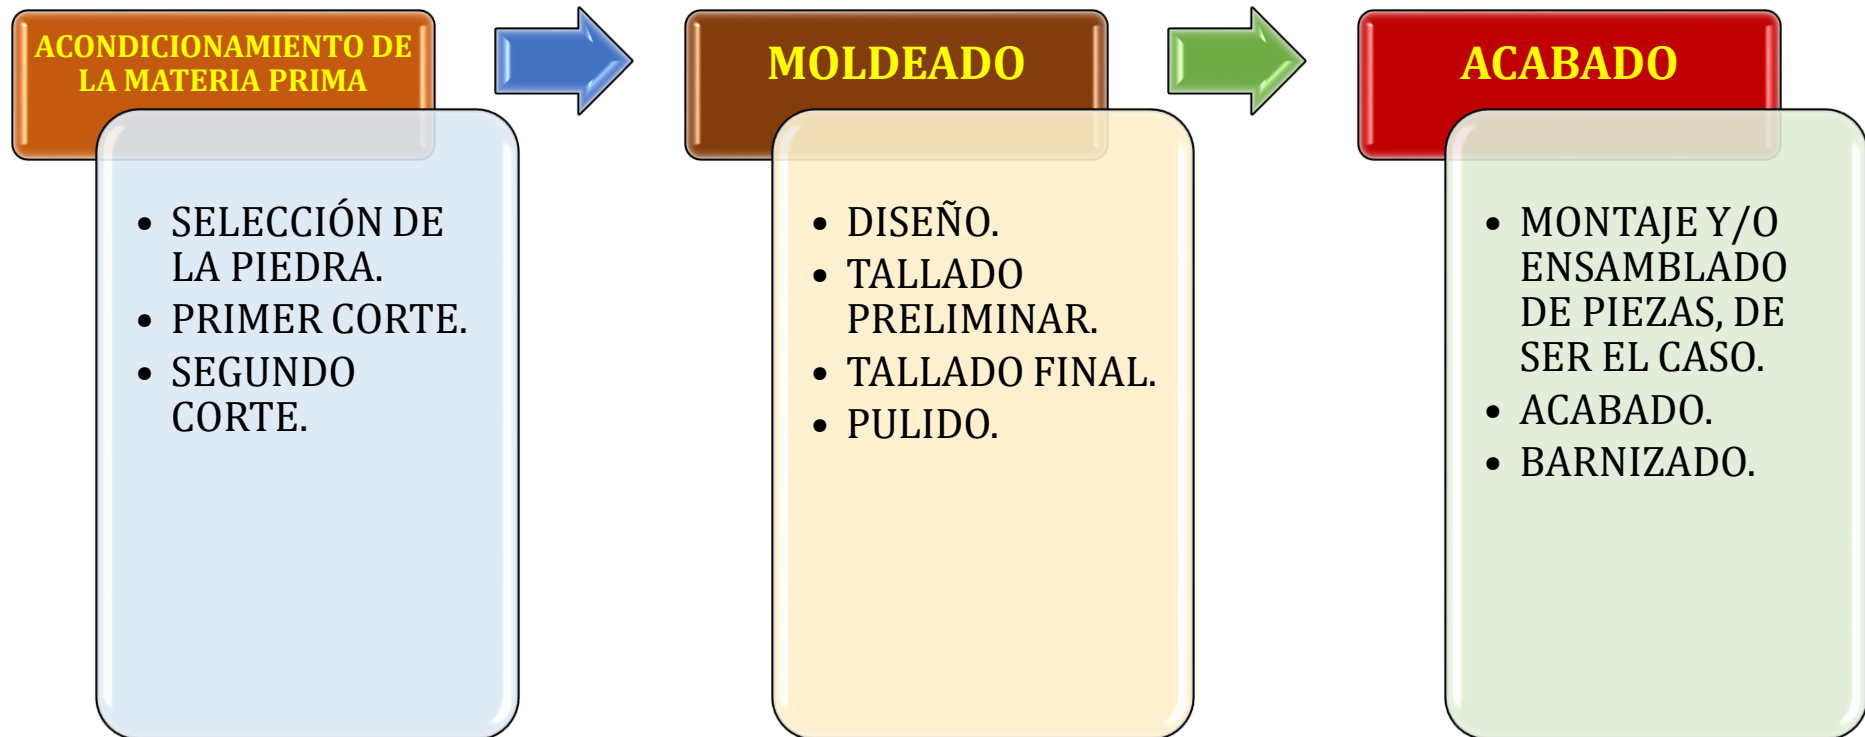 ACONDICIONAMIENTO DE
LA MATERIA PRIMA
• SELECCIÓN DE
LA PIEDRA.
• PRIMER CORTE.
• SEGUNDO
CORTE.
MOLDEADO
• DISEÑO.
• TALLADO
PRELIMINAR.
• TALLADO FINAL.
• PULIDO.
ACABADO
• MONTAJE Y/O
ENSAMBLADO
DE PIEZAS, DE
SER EL CASO.
• ACABADO.
• BARNIZADO.